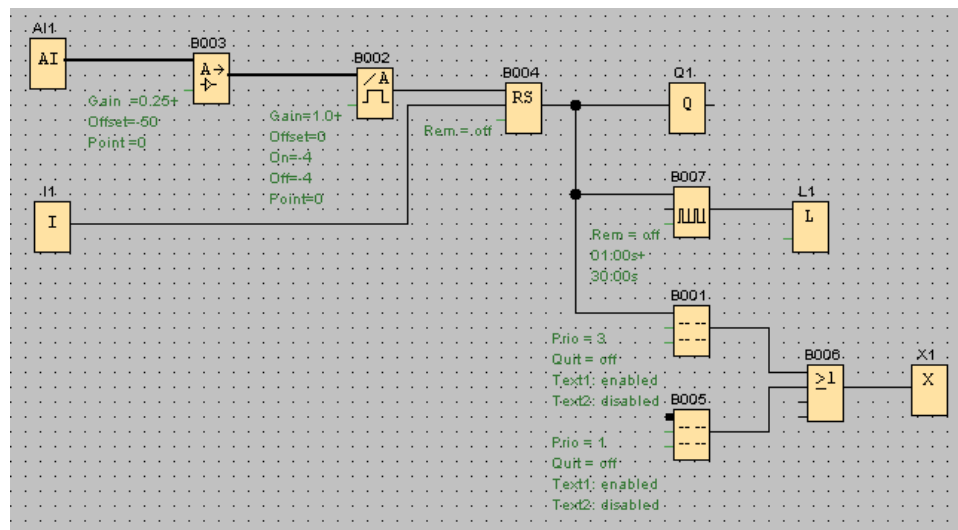 AI1
AI
B003
A→
Gain =0.25+
Offset=-50
Point =0
B002
/A
Gain=1.0+
Offset=0
On=-4
Off=-4
Point=0
B004
RS
Rem = off
Q1
Q
I1
I
B007
Rem = off
01:00s+
30:00s
L1
L
B001
Prio = 3
Quit = off
Text1: enabled
Text2: disabled
B005
Prio = 1
Quit = off
Text1: enabled
Text2: disabled
B006
≥1
X1
X